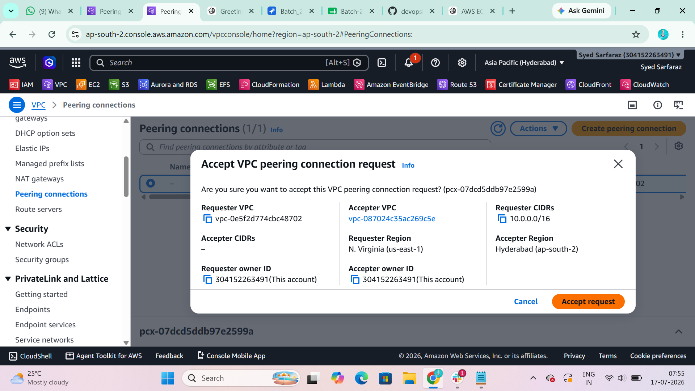 (9) Wha
Peering
Peering
Greetin
Batch_2
Batch-2
devops
AWS EC
Ask Gemini
ap-south-2.console.aws.amazon.com/vpcconsole/home?region=ap-south-2#PeeringConnections:
aws
Search
[Alt+S]
1
Asia Pacific (Hyderabad)
Syed Sarfaraz (304152263491)
Syed Sarfaraz
IAM VPC EC2 S3 Aurora and RDS EFS CloudFormation Lambda Amazon EventBridge Route 53 Certificate Manager CloudFront CloudWatch
VPC > Peering connections
gateways
DHCP option sets
Elastic IPs
Managed prefix lists
NAT gateways
Peering connections
Route servers
Security
Network ACLs
Security groups
PrivateLink and Lattice
Getting started
Endpoints
Endpoint services
Service networks
Peering connections (1/1) Info
Actions
Create peering connection
Find peering connections by attribute or tag
1
Name
–
02
Accept VPC peering connection request Info
Are you sure you want to accept this VPC peering connection request? (pcx-07dcd5ddb97e2599a)
Requester VPC
vpc-0e5f2d774cbc48702
Accepter VPC
vpc-087024c35ac269c5e
Requester CIDRs
10.0.0.0/16
Accepter CIDRs
–
Requester Region
N. Virginia (us-east-1)
Accepter Region
Hyderabad (ap-south-2)
Requester owner ID
304152263491(This account)
Accepter owner ID
304152263491(This account)
Cancel
Accept request
pcx-07dcd5ddb97e2599a
CloudShell Agent Toolkit for AWS Feedback Console Mobile App © 2026, Amazon Web Services, Inc. or its affiliates. Privacy Terms Cookie preferences
25°C
Mostly cloudy
Search
ENG
IN
07:55
17-07-2026